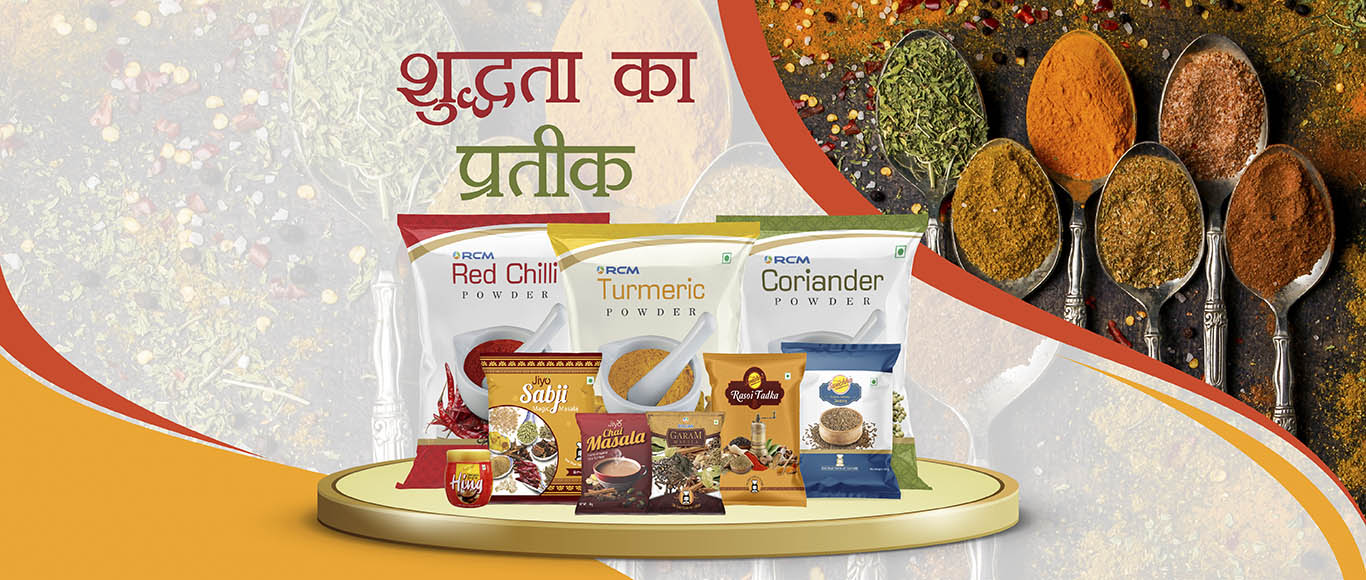 शुद्धता का
प्रतीक
RCM
Red Chilli
POWDER
RCM
Turmeric
POWDER
RCM
Coriander
POWDER
Jiyo
Sabji
Magic Masala
Jiyo
Chai
Masala
GARAM
MASALA
Rasoi Tadka
Hing